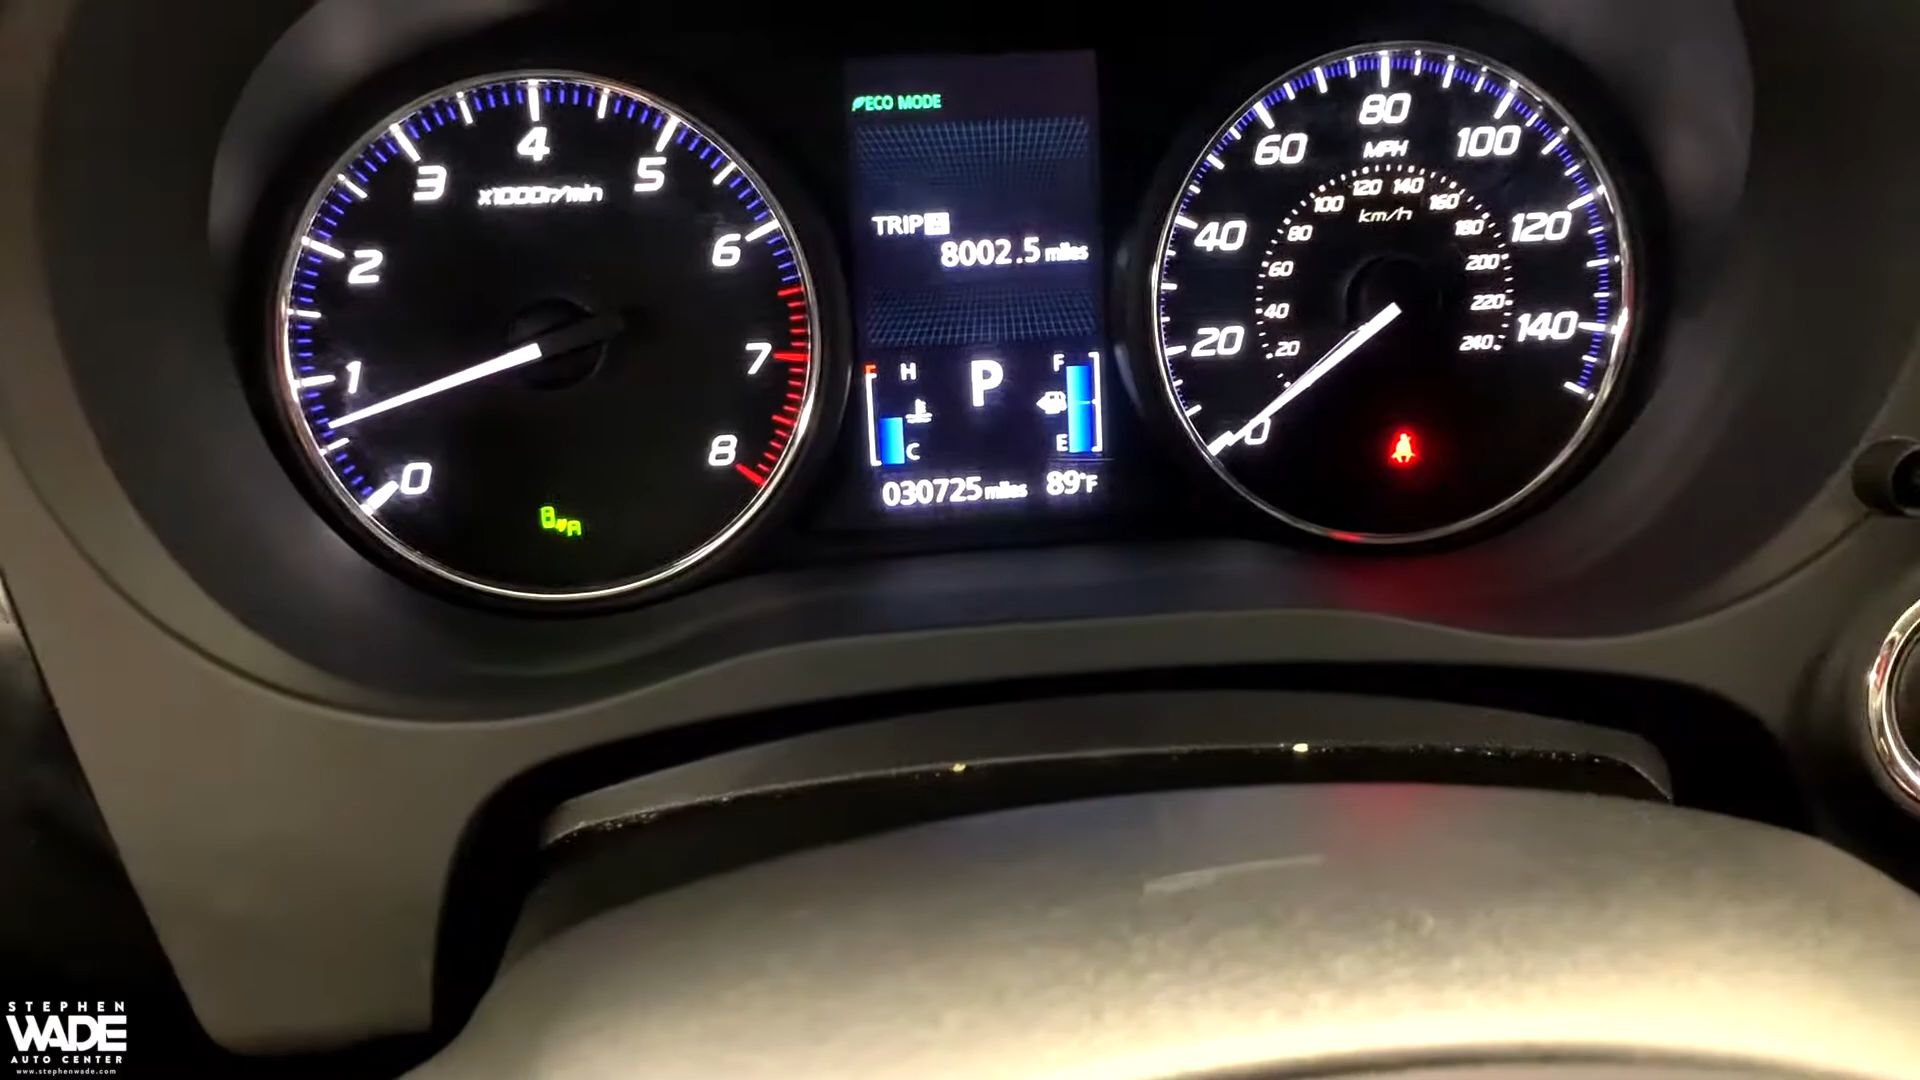 0
1
2
3
4
5
6
7
8
x1000r/min
ECO MODE
TRIP
8002.5 miles
H
C
P
F
E
030725 miles
89°F
0
20
40
60
80
100
120
140
MPH
20
40
60
80
100
120
140
160
180
200
220
240
km/h
STEPHEN
WADE
AUTO CENTER
www.stephenwade.com